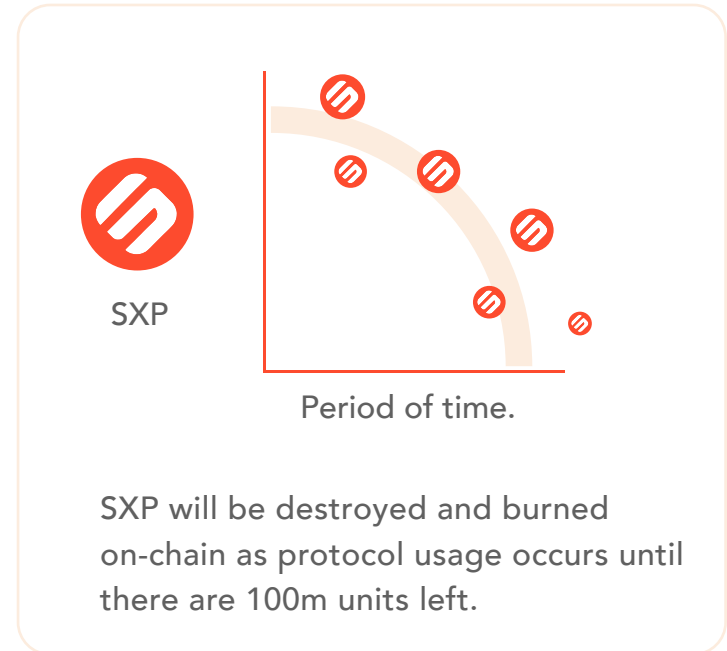 SXP
Period of time.
SXP will be destroyed and burned
on-chain as protocol usage occurs until
there are 100m units left.